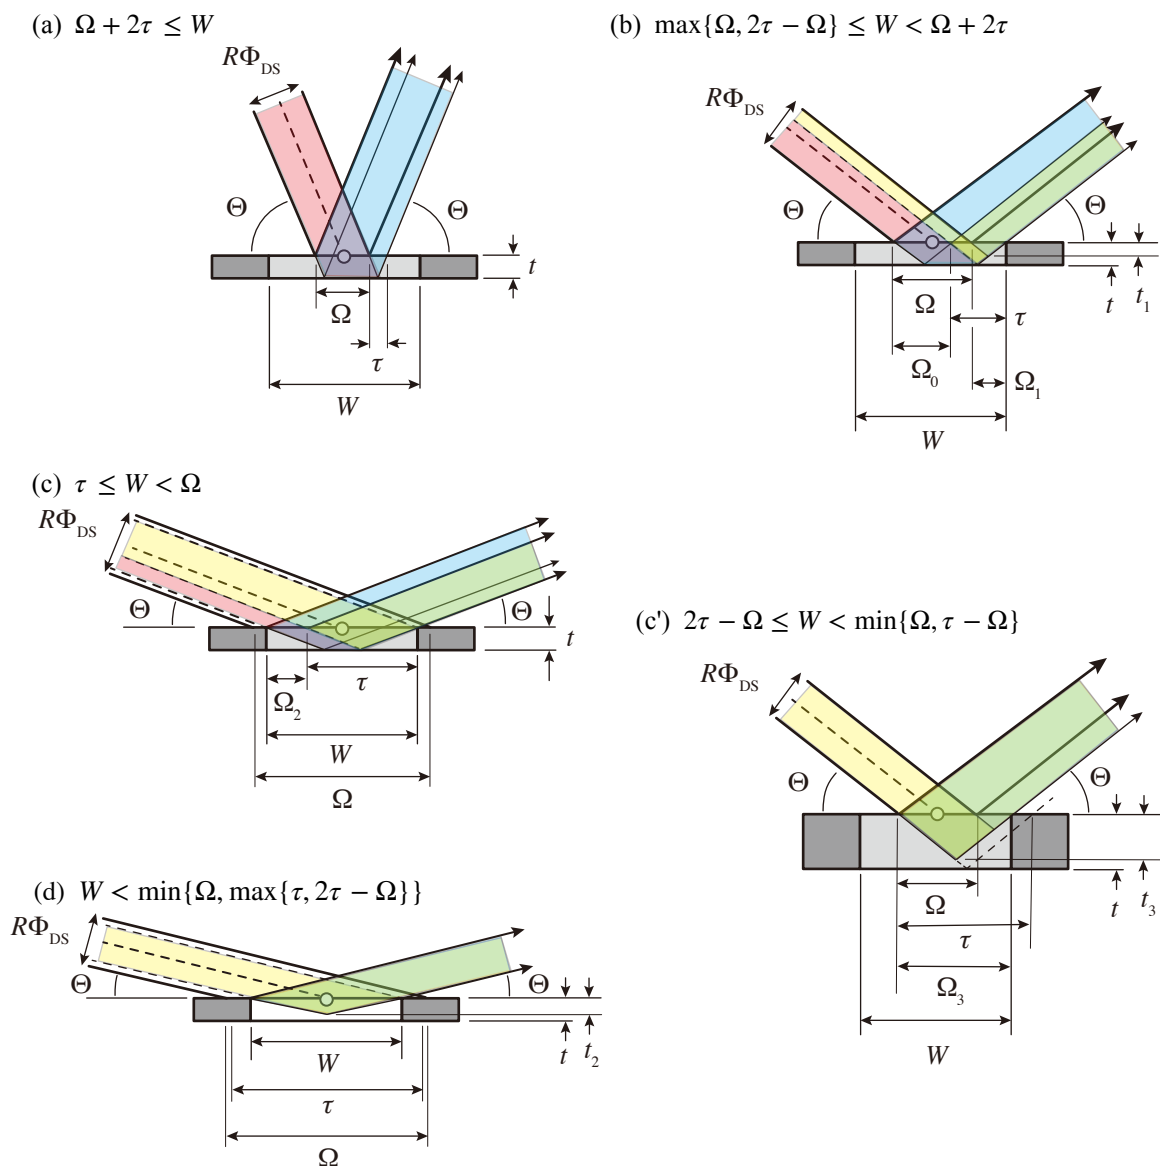 (a) Ω + 2τ ≤ W
RΦ_DS
Θ
Θ
t
Ω
τ
W
(b) max{Ω, 2τ − Ω} ≤ W < Ω + 2τ
RΦ_DS
Θ
Θ
Ω
τ
t
t_1
Ω_0
Ω_1
W
(c) τ ≤ W < Ω
RΦ_DS
Θ
Θ
t
τ
Ω_2
W
Ω
(c') 2τ − Ω ≤ W < min{Ω, τ − Ω}
RΦ_DS
Θ
Θ
Ω
t
t_3
τ
Ω_3
W
(d) W < min{Ω, max{τ, 2τ − Ω}}
RΦ_DS
Θ
Θ
W
t
t_2
τ
Ω